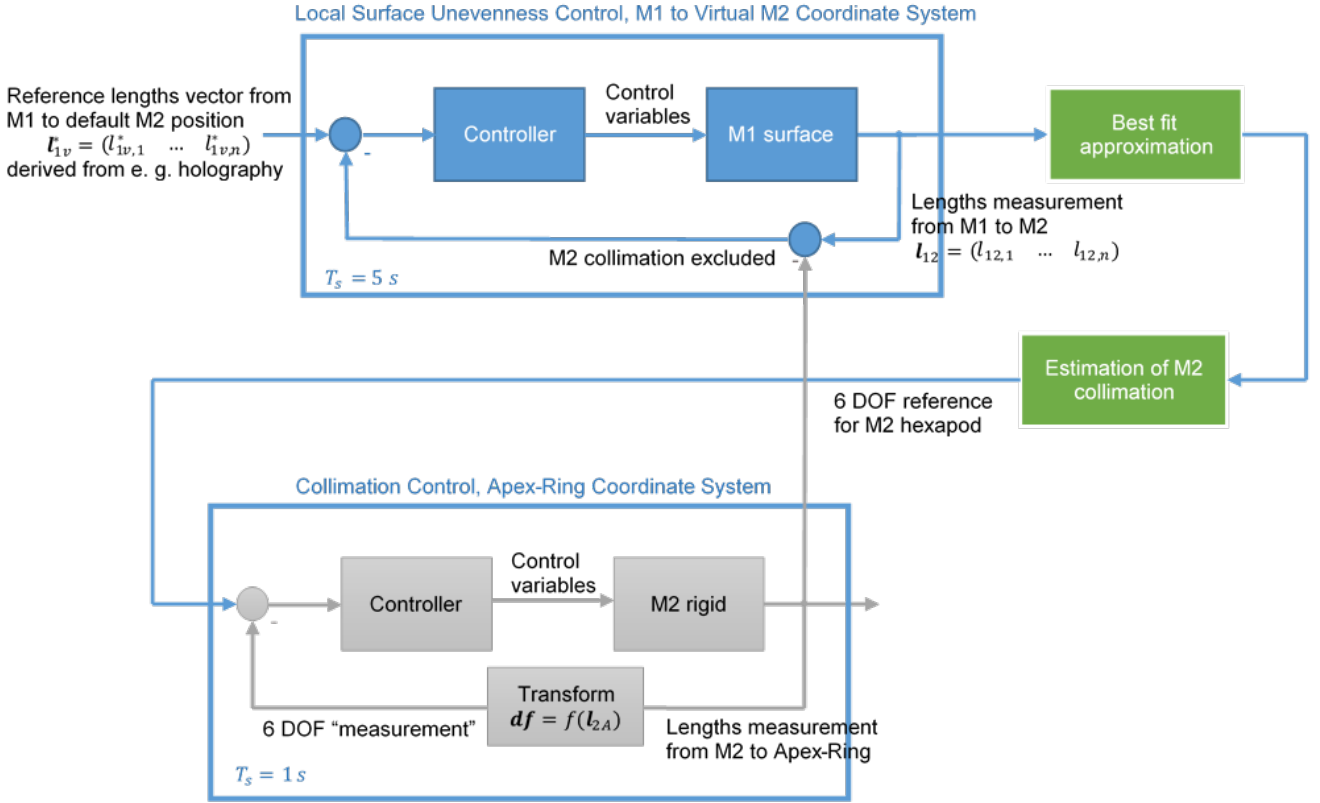 Local Surface Unevenness Control, M1 to Virtual M2 Coordinate System
Reference lengths vector from
M1 to default M2 position
𝒍*₁ᵥ = (l*₁ᵥ,₁ … l*₁ᵥ,ₙ)
derived from e. g. holography
-
Controller
Control
variables
M1 surface
Best fit
approximation
Lengths measurement
from M1 to M2
𝒍₁₂ = (l₁₂,₁ … l₁₂,ₙ)
-
M2 collimation excluded
Tₛ = 5 s
Estimation of M2
collimation
6 DOF reference
for M2 hexapod
Collimation Control, Apex-Ring Coordinate System
-
Controller
Control
variables
M2 rigid
Transform
𝒅𝒇 = f(𝒍₂A)
6 DOF “measurement”
Lengths measurement
from M2 to Apex-Ring
Tₛ = 1 s